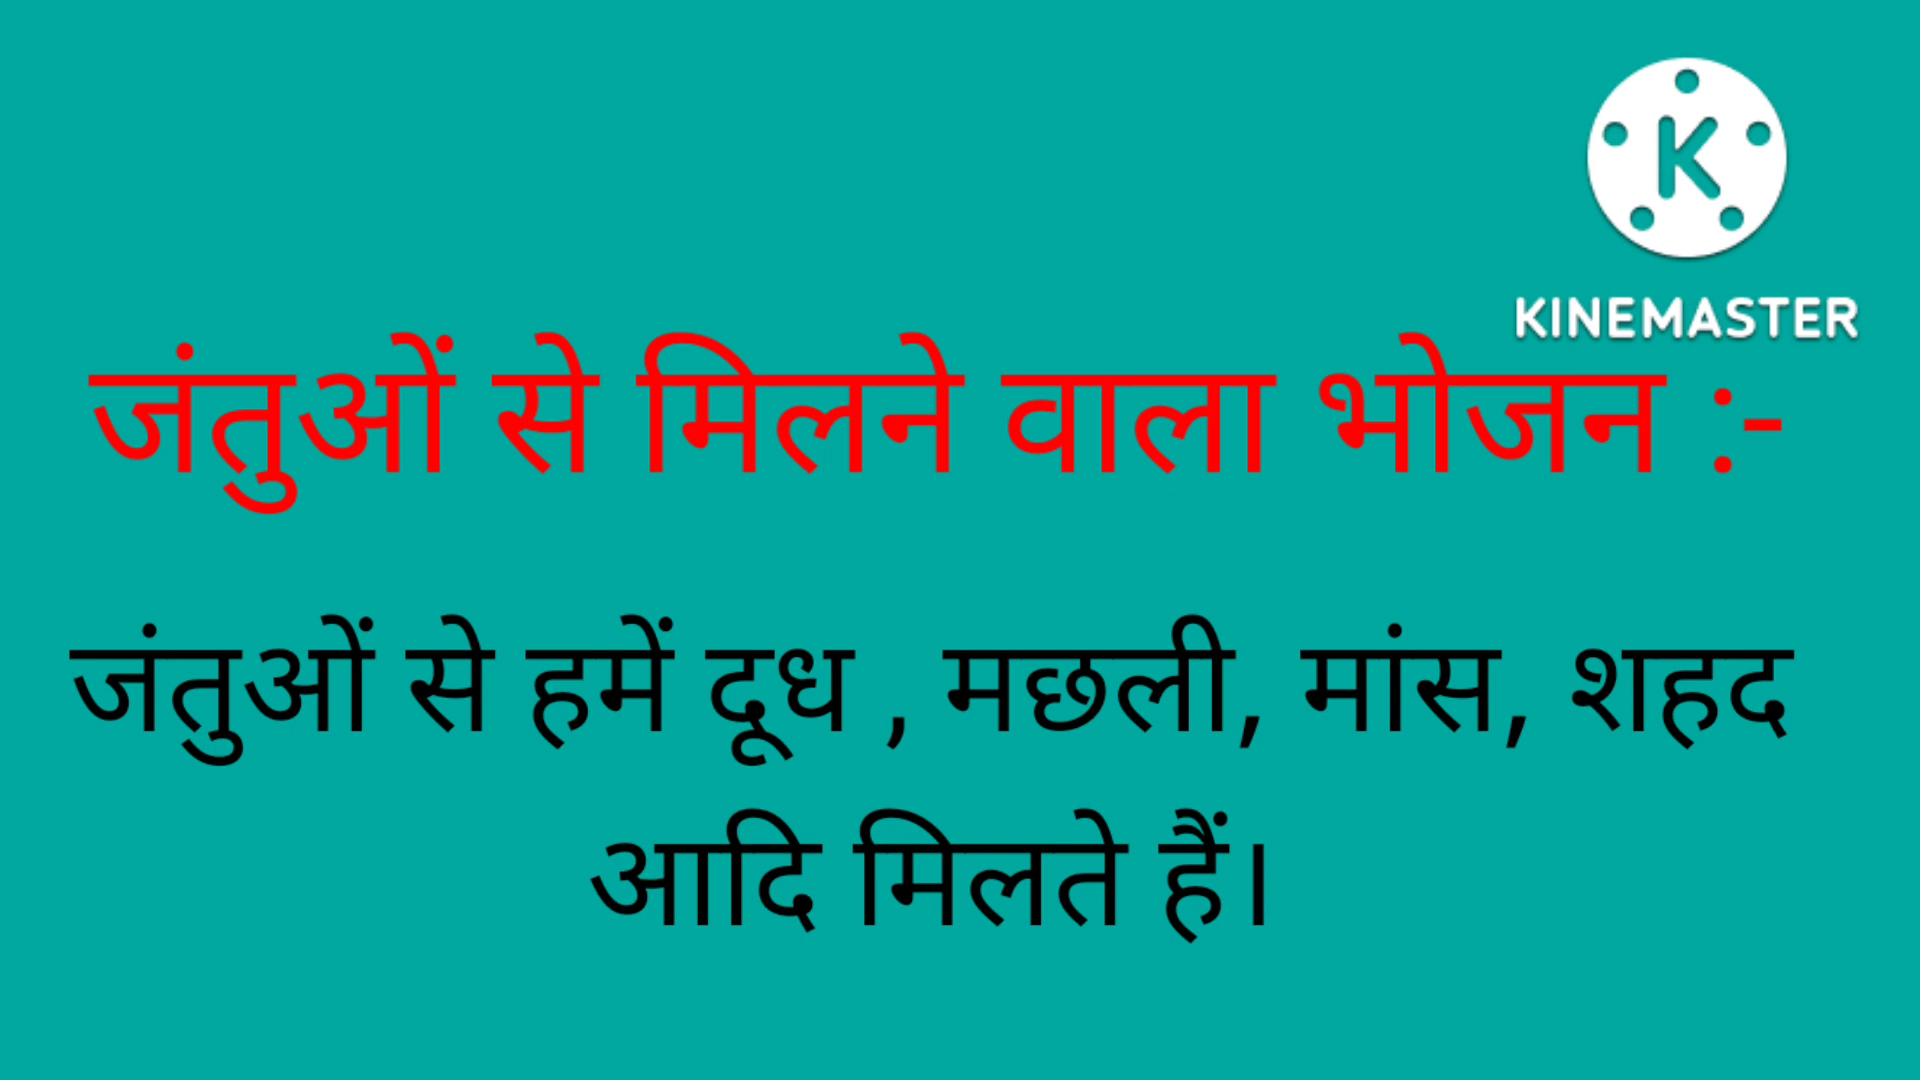 KINEMASTER
जंतुओं से मिलने वाला भोजन :-
जंतुओं से हमें दूध , मछली, मांस, शहद
आदि मिलते हैं।